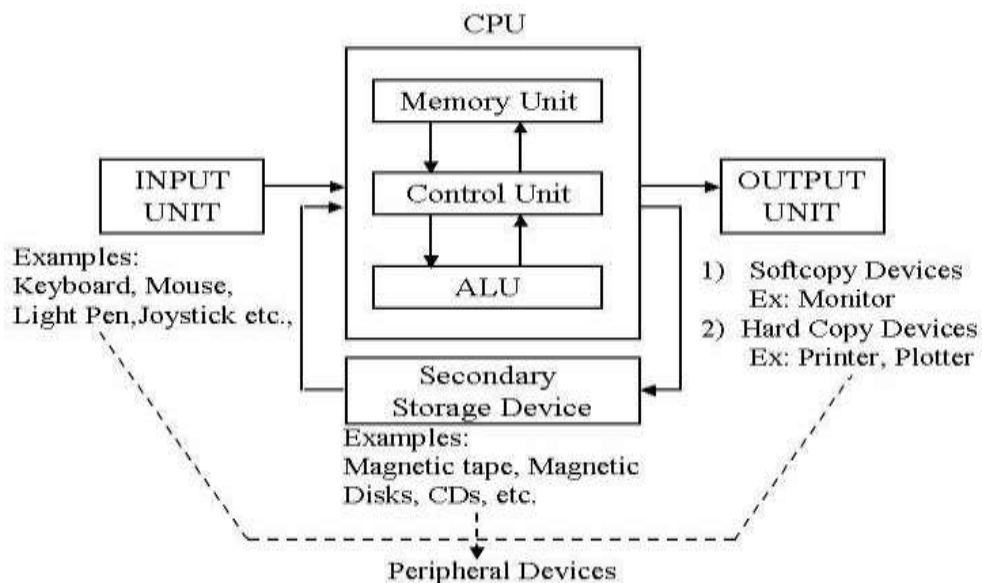 CPU
Memory Unit
INPUT
UNIT
Control Unit
OUTPUT
UNIT
ALU
Examples:
Keyboard, Mouse,
Light Pen,Joystick etc.,
1) Softcopy Devices
Ex: Monitor
2) Hard Copy Devices
Ex: Printer, Plotter
Secondary
Storage Device
Examples:
Magnetic tape, Magnetic
Disks, CDs, etc.
Peripheral Devices